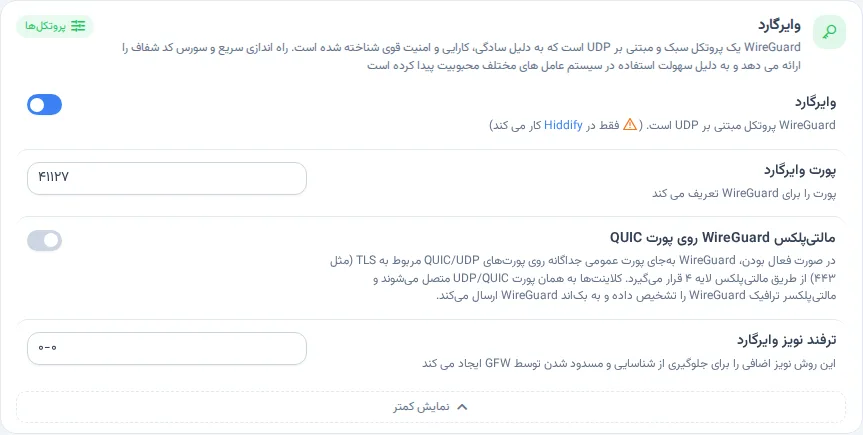 وایرگارد
پروتکل‌ها
WireGuard یک پروتکل سبک و مبتنی بر UDP است که به دلیل سادگی، کارایی و امنیت قوی شناخته شده است. راه اندازی سریع و سورس کد شفاف را
ارائه می دهد و به دلیل سهولت استفاده در سیستم عامل های مختلف محبوبیت پیدا کرده است
وایرگارد
WireGuard پروتکل مبتنی بر UDP است. (⚠ فقط در Hiddify کار می کند)
پورت وایرگارد
۴۱۱۲۷
پورت را برای WireGuard تعریف می کند
مالتی‌پلکس WireGuard روی پورت QUIC
در صورت فعال بودن، WireGuard به‌جای پورت عمومی جداگانه روی پورت‌های QUIC/UDP مربوط به TLS (مثل
۴۴۳) از طریق مالتی‌پلکس لایه ۴ قرار می‌گیرد. کلاینت‌ها به همان پورت UDP/QUIC متصل می‌شوند و
مالتی‌پلکسر ترافیک WireGuard را تشخیص داده و به بک‌اند WireGuard ارسال می‌کند.
ترفند نویز وایرگارد
۰-۰
این روش نویز اضافی را برای جلوگیری از شناسایی و مسدود شدن توسط GFW ایجاد می کند
نمایش کمتر